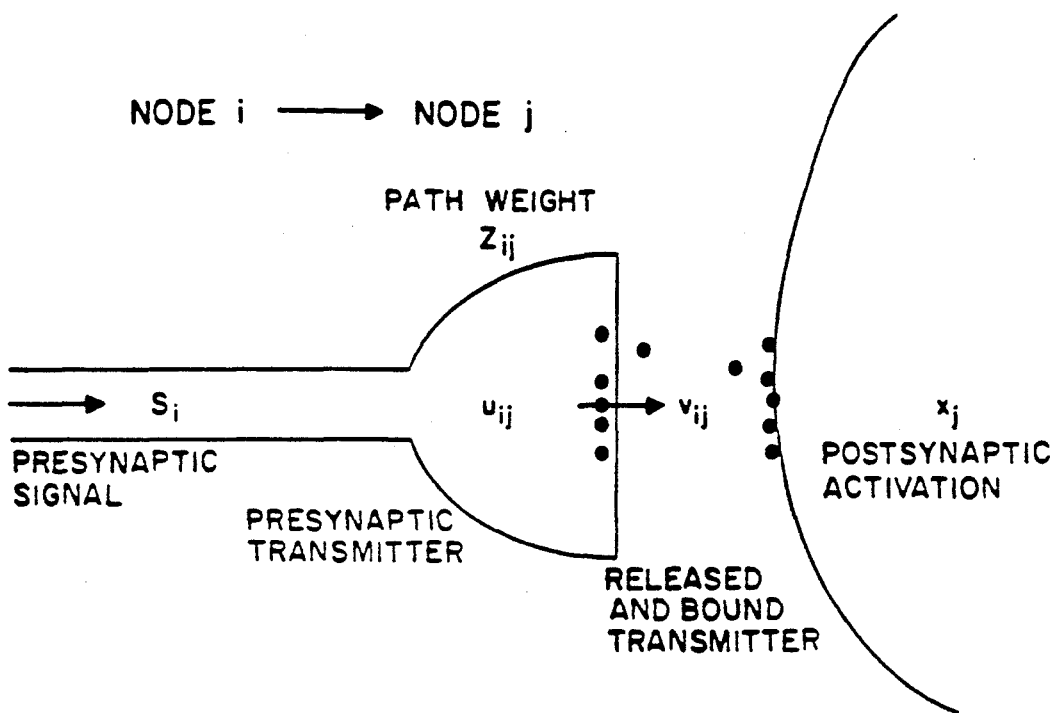 NODE i → NODE j
PATH WEIGHT
Z_ij
S_i
u_ij
v_ij
x_j
PRESYNAPTIC
SIGNAL
PRESYNAPTIC
TRANSMITTER
RELEASED
AND BOUND
TRANSMITTER
POSTSYNAPTIC
ACTIVATION